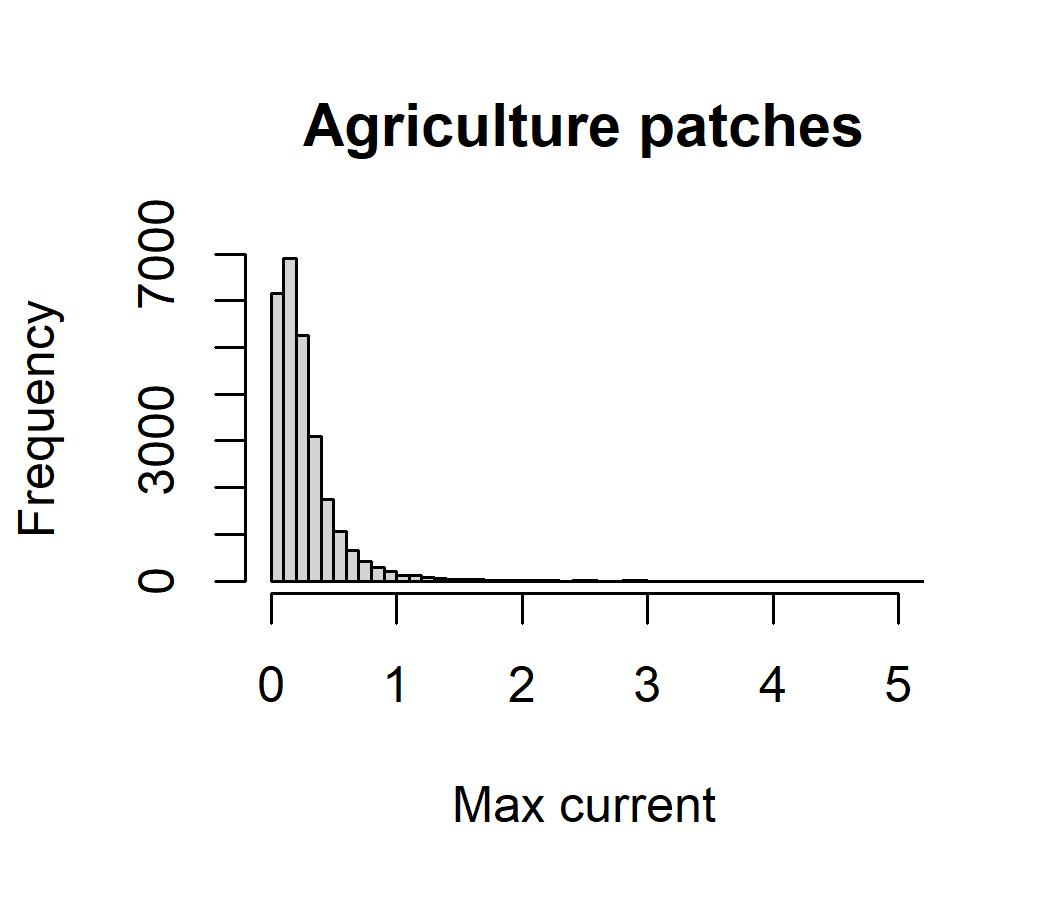 Agriculture patches
Frequency
7000
3000
0
0 1 2 3 4 5
Max current